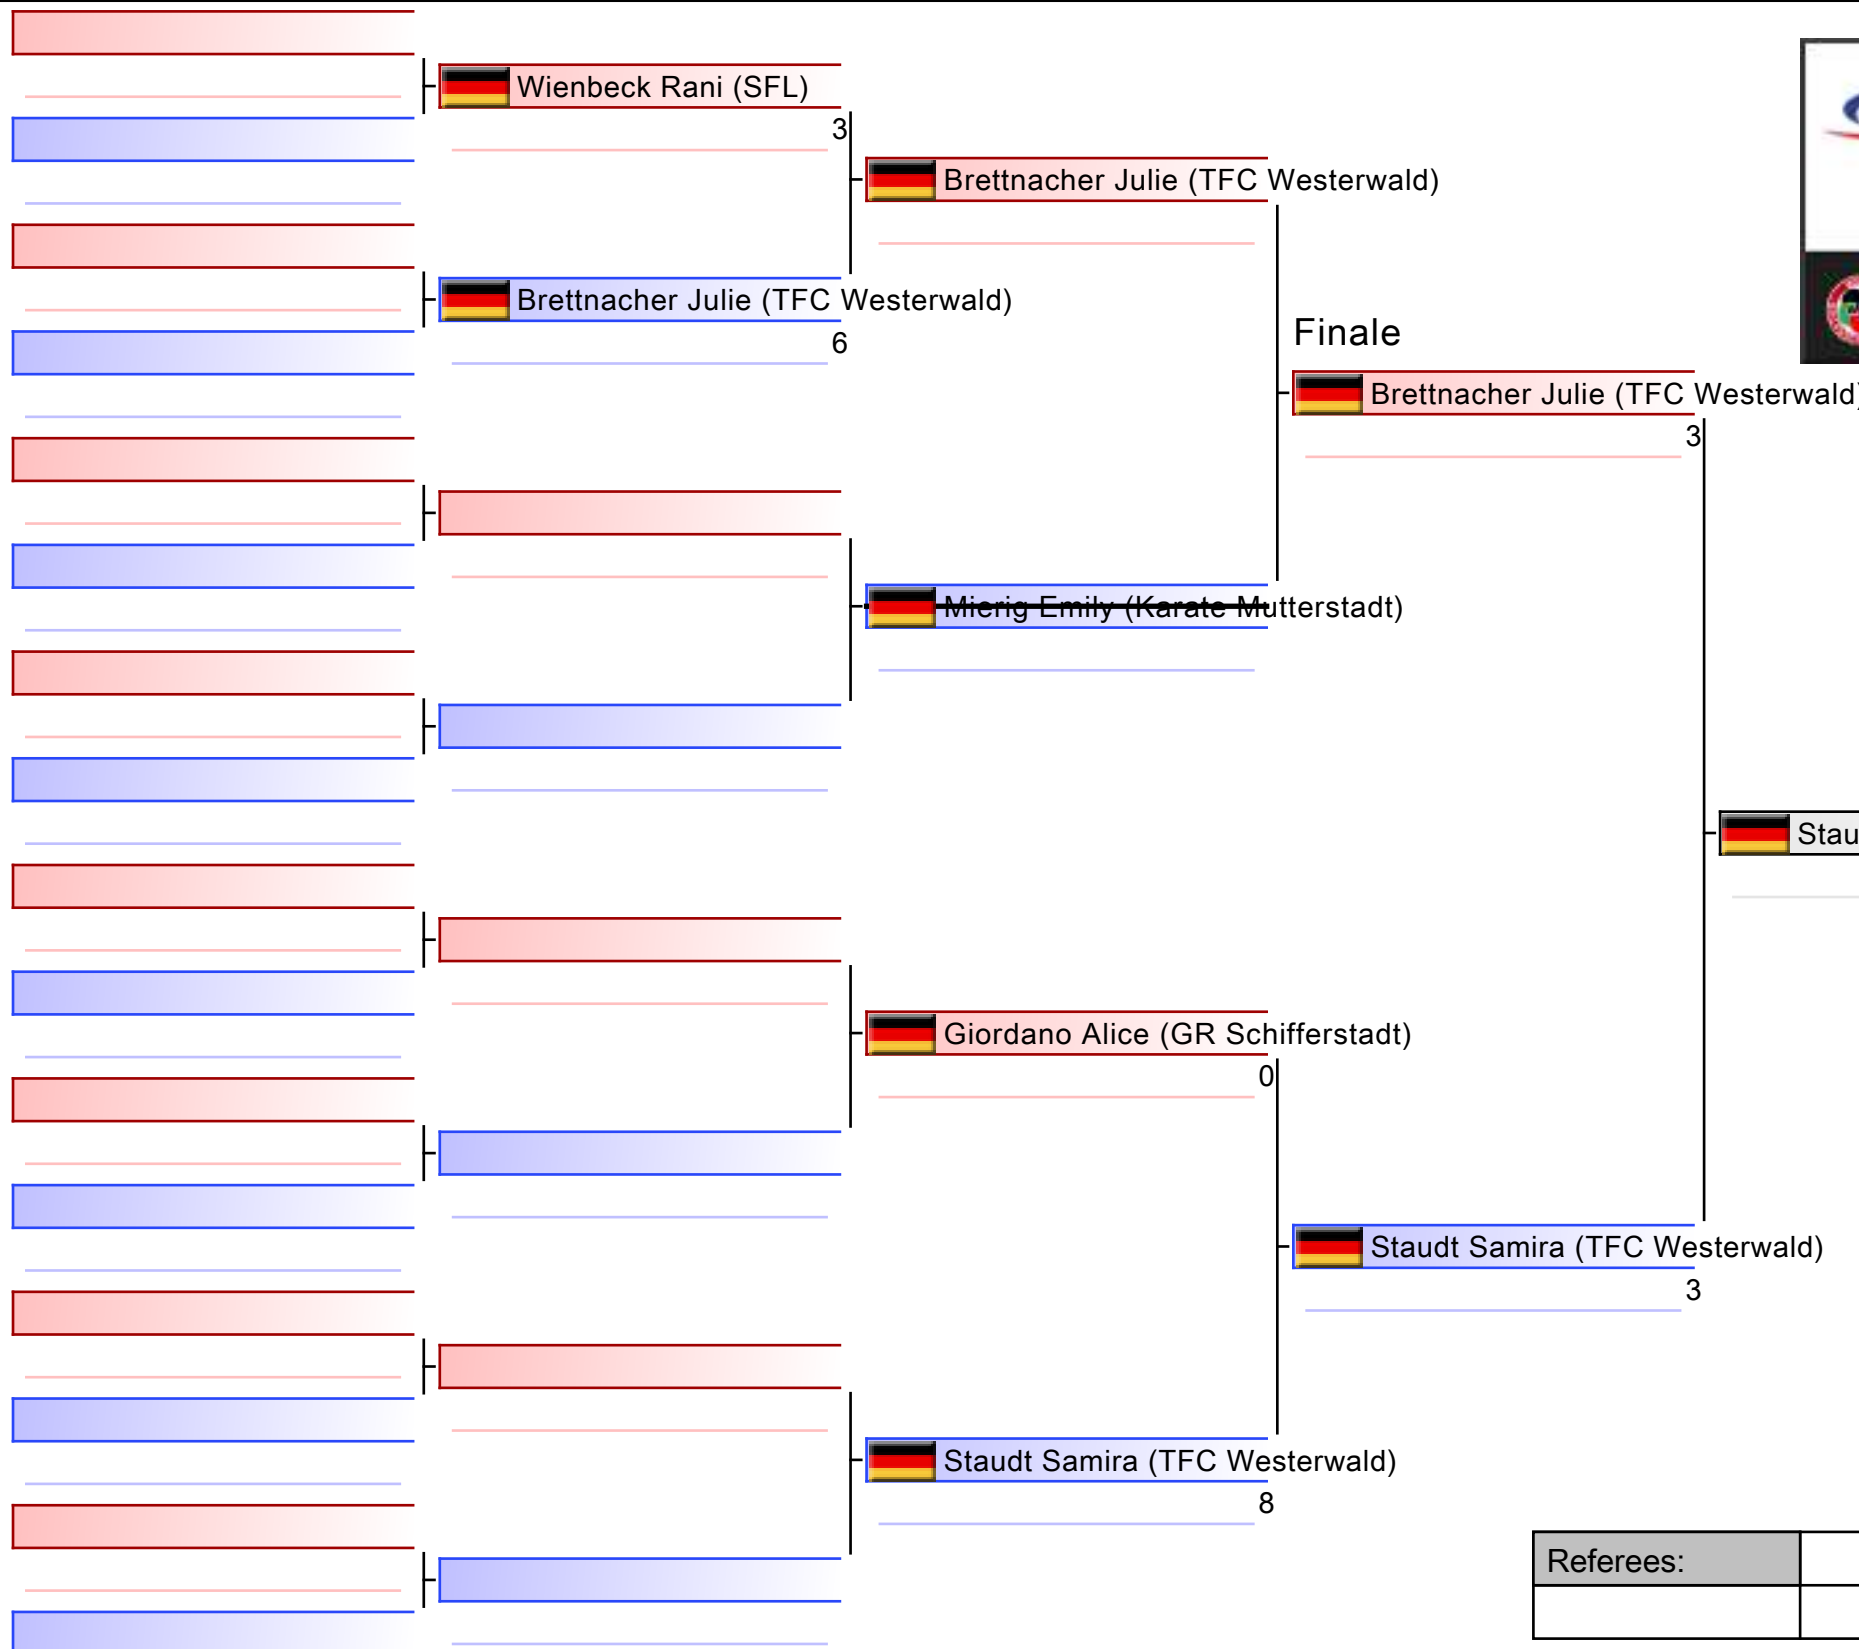 Wienbeck Rani (SFL)
3
Brettnacher Julie (TFC Westerwald)
Brettnacher Julie (TFC Westerwald)
6
Finale
Brettnacher Julie (TFC Westerwald)
3
Mierig Emily (Karate Mutterstadt)
Stau
Giordano Alice (GR Schifferstadt)
0
Staudt Samira (TFC Westerwald)
3
Staudt Samira (TFC Westerwald)
8
Referees: